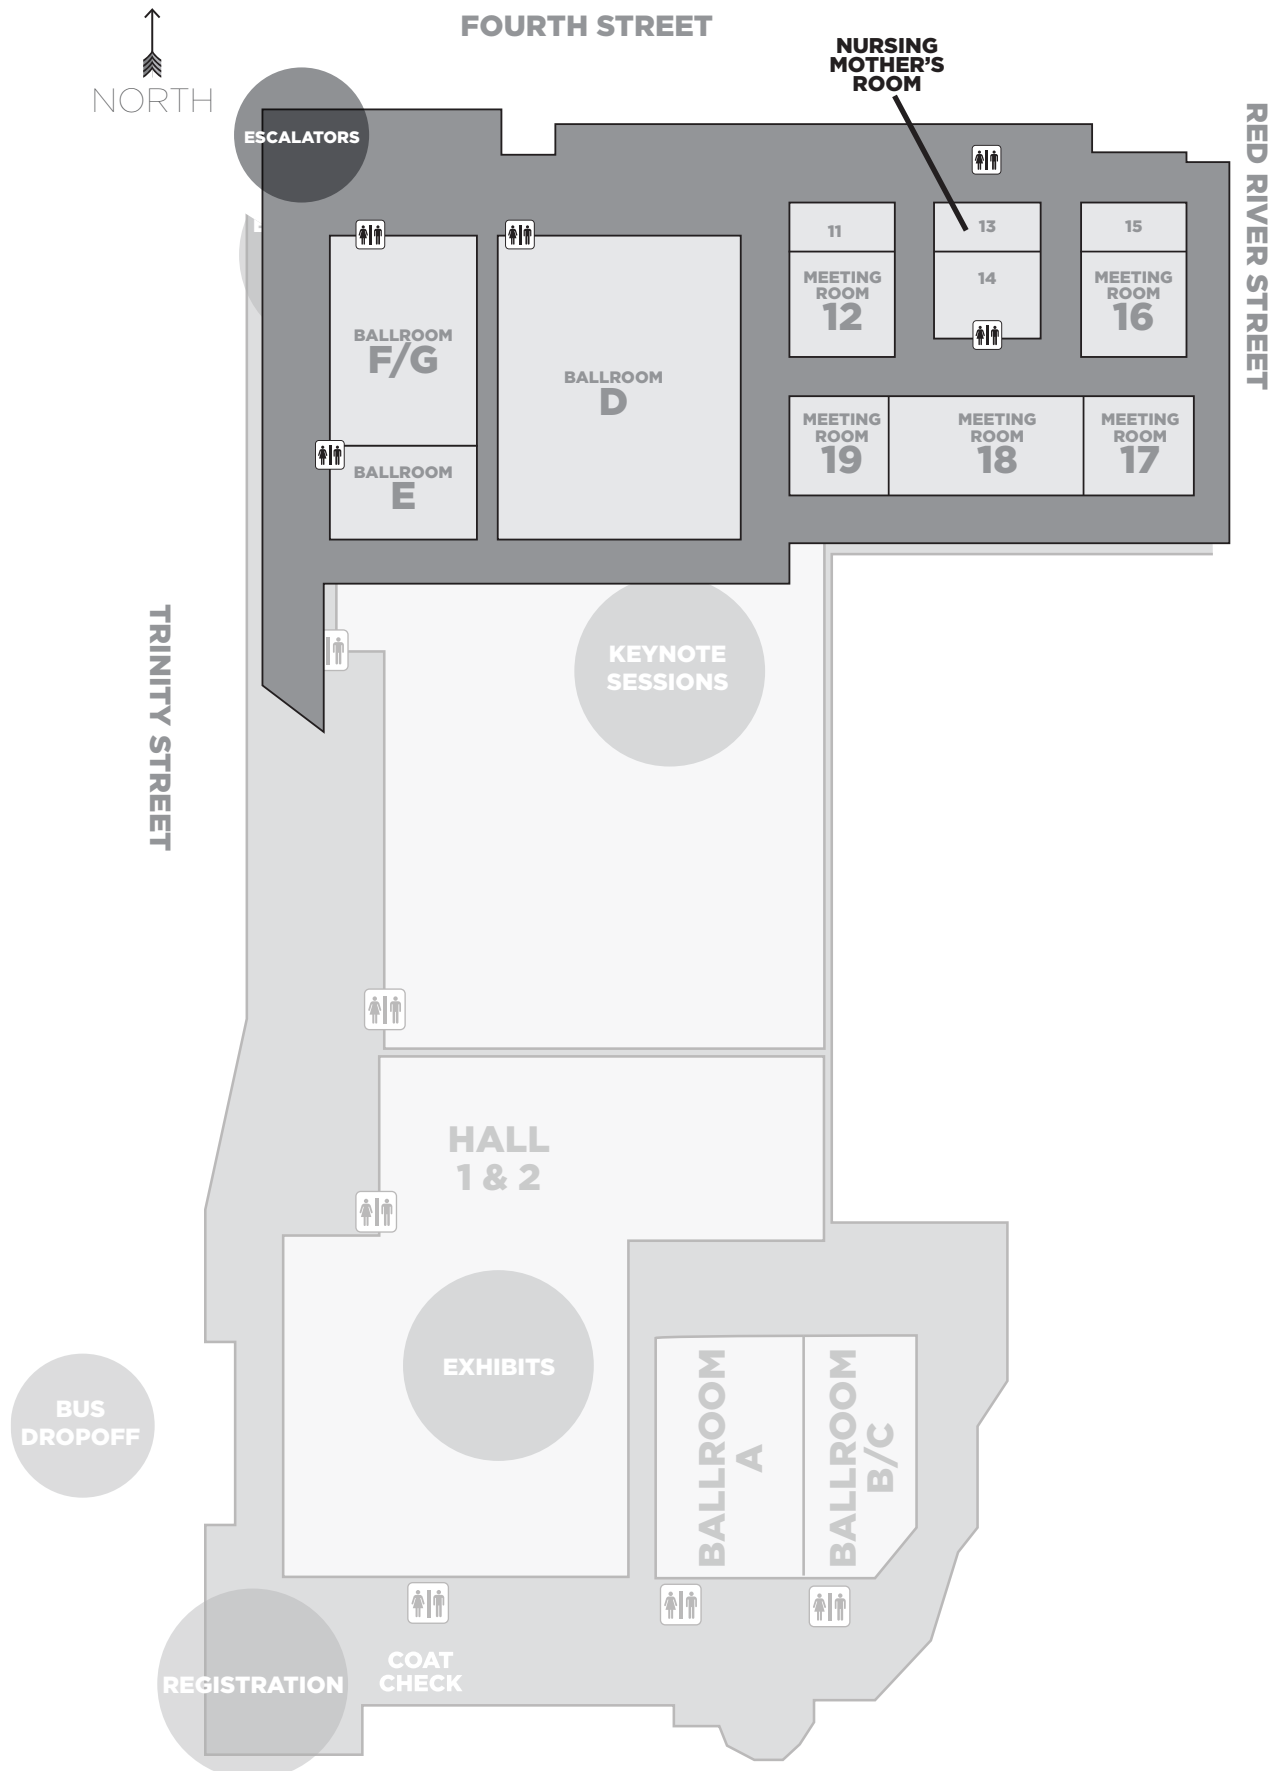 FOURTH STREET
NORTH
NURSING
MOTHER'S
ROOM
ESCALATORS
RED RIVER STREET
11
13
15
MEETING
ROOM
12
14
MEETING
ROOM
16
BALLROOM
F/G
BALLROOM
D
MEETING
ROOM
19
MEETING
ROOM
18
MEETING
ROOM
17
BALLROOM
E
TRINITY STREET
KEYNOTE
SESSIONS
HALL
1 & 2
EXHIBITS
BALLROOM
A
BALLROOM
B/C
BUS
DROPOFF
REGISTRATION
COAT
CHECK